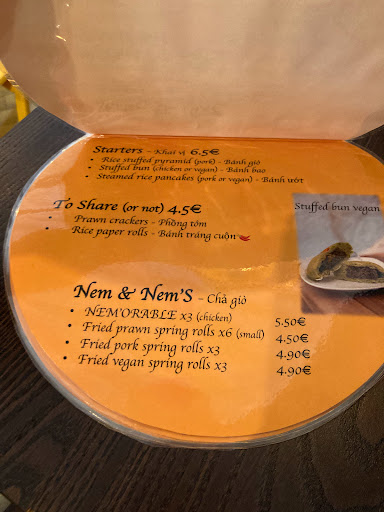 Starters - Khai vị 6.5€
• Rice stuffed pyramid (pork) - Bánh giò
• Stuffed bun (chicken or vegan) - Bánh bao
• Steamed rice pancakes (pork or vegan) - Bánh ướt
To Share (or not) 4.5€
• Prawn crackers - Phồng tôm
• Rice paper rolls - Bánh tráng cuộn
Stuffed bun vegan
Nem & Nem'S - Chả giò
• NEM'ORABLE x3 (chicken) 5.50€
• Fried prawn spring rolls x6 (small) 4.50€
• Fried pork spring rolls x3 4.90€
• Fried vegan spring rolls x3 4.90€